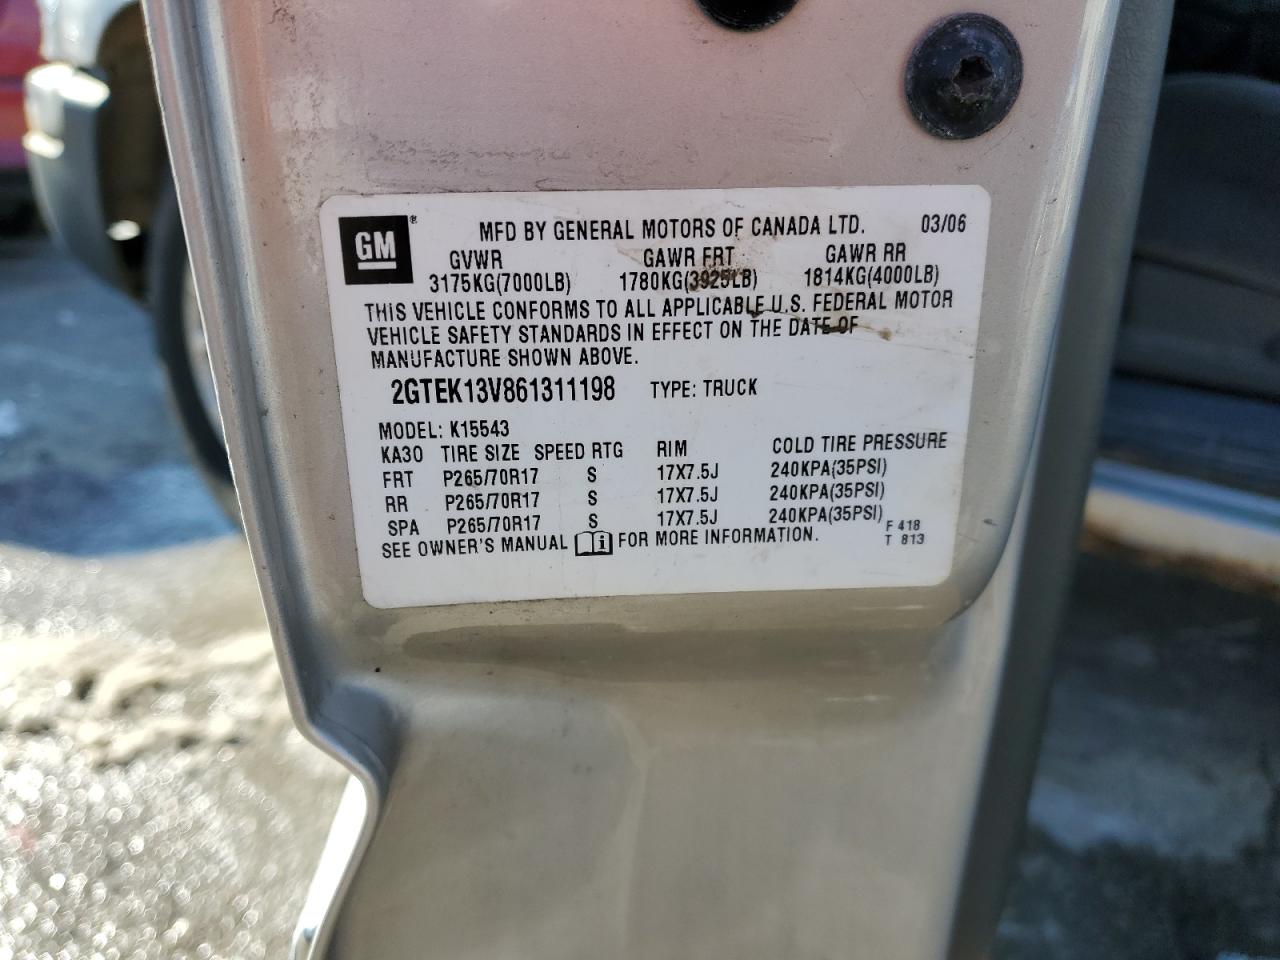 GM ® MFD BY GENERAL MOTORS OF CANADA LTD. 03/06
GVWR GAWR FRT GAWR RR
3175KG(7000LB) 1780KG(3925LB) 1814KG(4000LB)
THIS VEHICLE CONFORMS TO ALL APPLICABLE U.S. FEDERAL MOTOR
VEHICLE SAFETY STANDARDS IN EFFECT ON THE DATE OF
MANUFACTURE SHOWN ABOVE.
2GTEK13V861311198 TYPE: TRUCK
MODEL: K15543
KA30 TIRE SIZE SPEED RTG RIM COLD TIRE PRESSURE
FRT P265/70R17 S 17X7.5J 240KPA(35PSI)
RR P265/70R17 S 17X7.5J 240KPA(35PSI)
SPA P265/70R17 S 17X7.5J 240KPA(35PSI)
SEE OWNER'S MANUAL i FOR MORE INFORMATION.
F 418
T 813